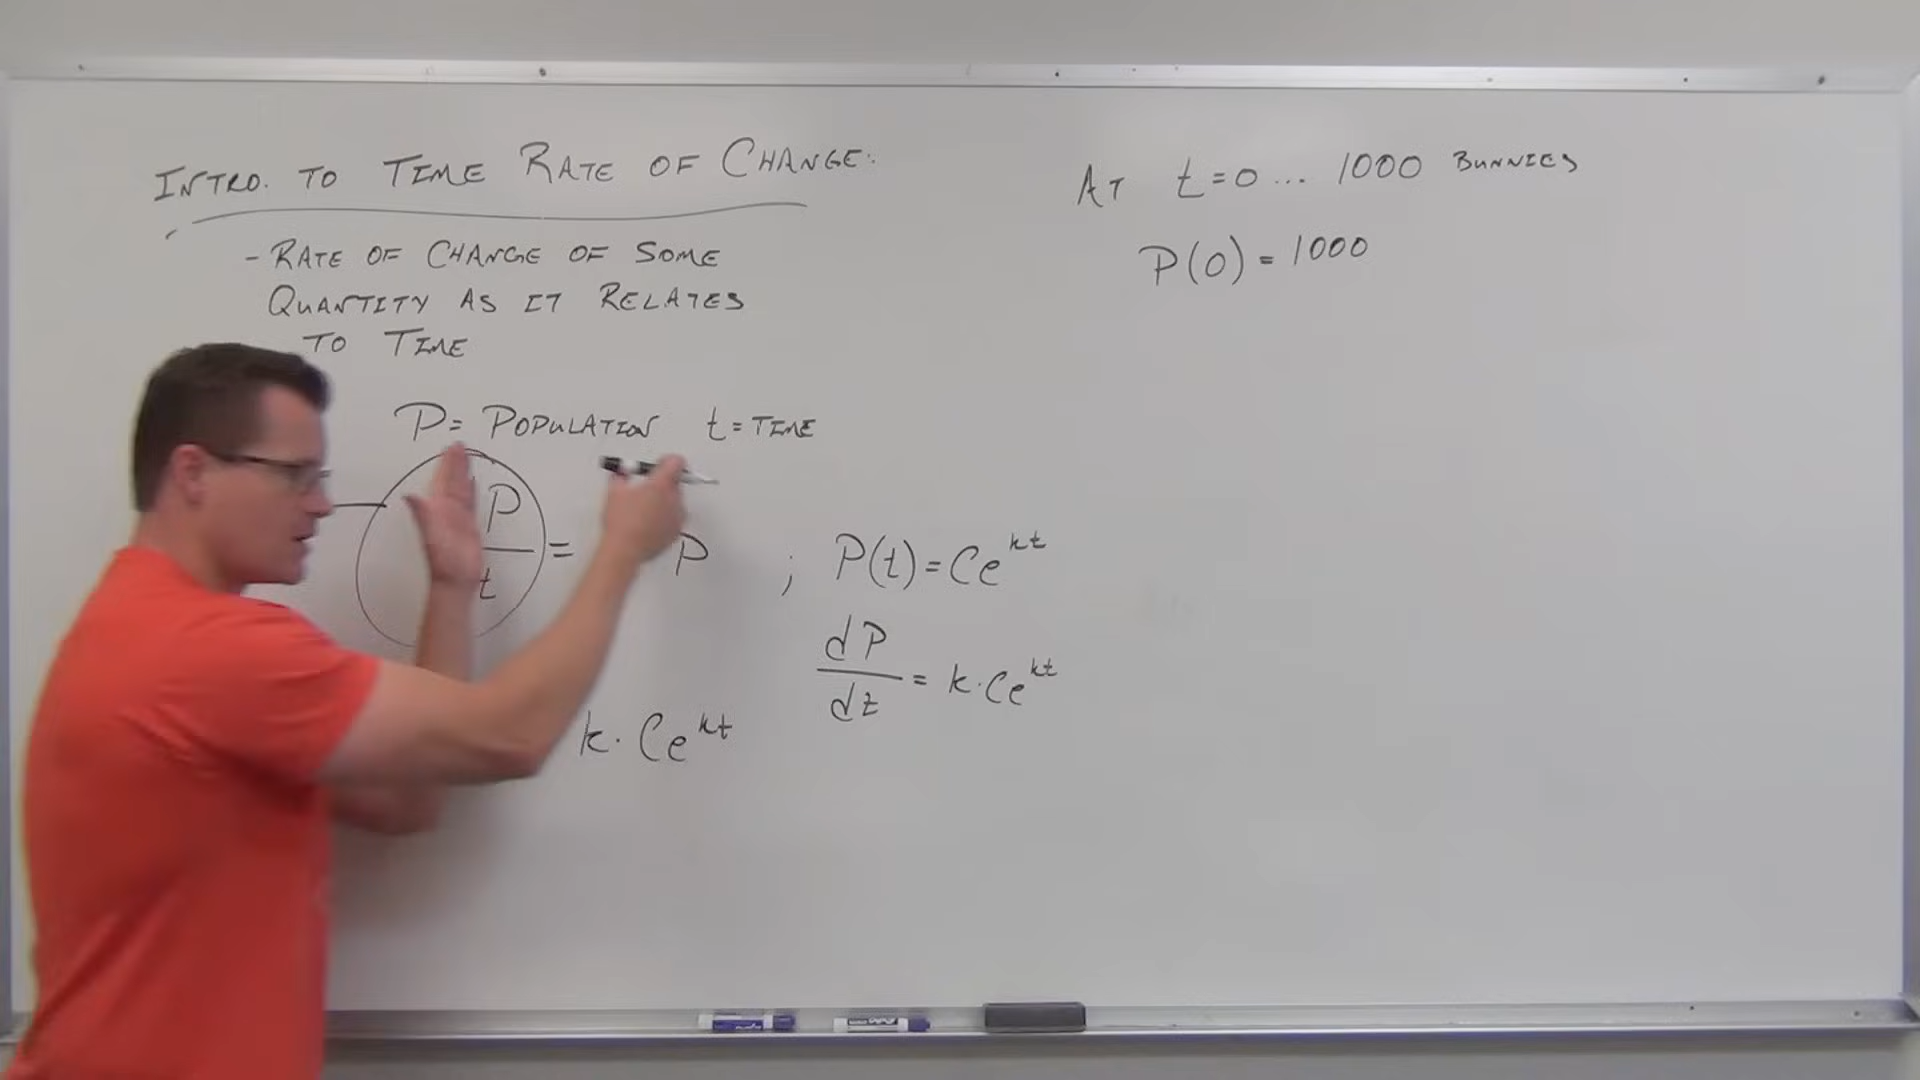 INTRO. TO TIME RATE OF CHANGE:
- RATE OF CHANGE OF SOME
QUANTITY AS IT RELATES
TO TIME
P = POPULATION t = TIME
P
t
= P ; P(t) = Ce^{kt}
dP/dt = k·Ce^{kt}
k·Ce^{kt}
AT t=0... 1000 BUNNIES
P(0) = 1000